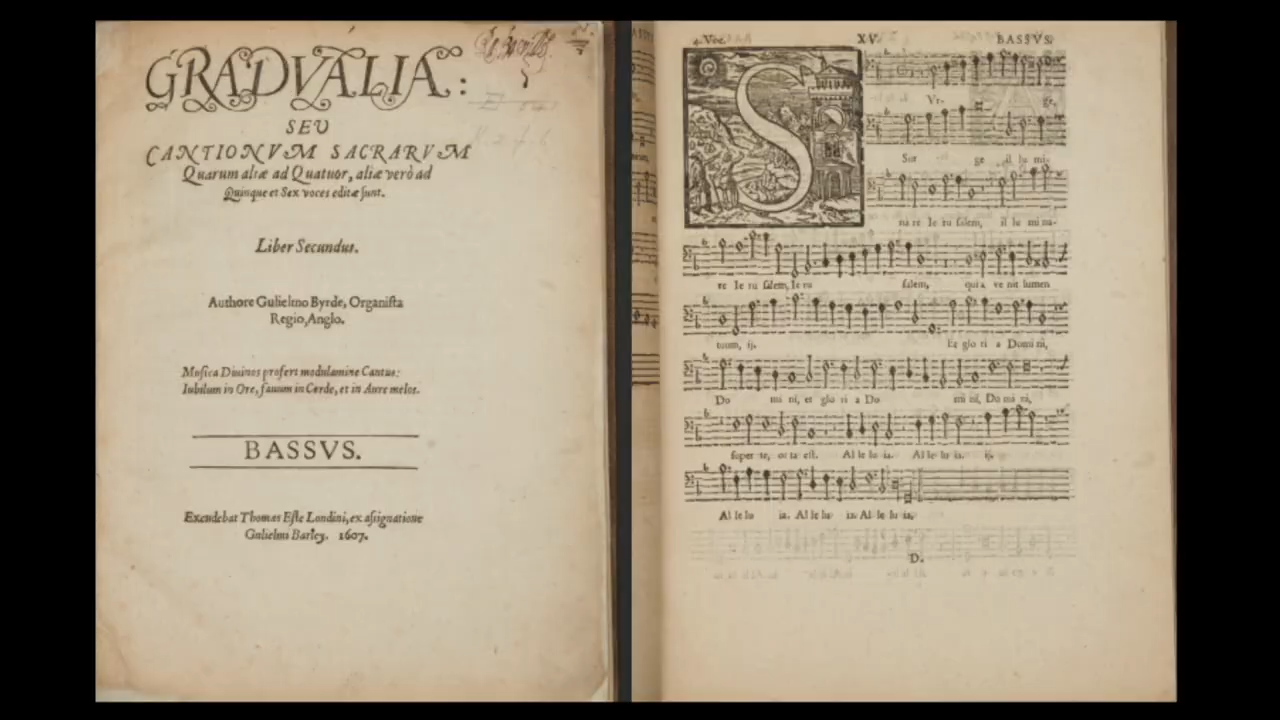 GRADVALIA:
SEV
CANTIONVM SACRARVM
Quarum aliæ ad Quatuor, aliæ verò ad
Quinque et Sex voces editæ ſunt.
Liber Secundus.
Authore Gulielmo Byrde, Organiſta
Regio, Anglo.
Muſica Diuinos profert modulamine Cantus:
Iubilum in Ore, fauum in Corde, et in Aure melos.
BASSVS.
Excudebat Thomas Eſte Londini, ex aſsignatione
Gulielmi Barley. 1607.
4. Voc. XV. BASSVS.
S
Vr- ge,
Sur ge il lu mi-
na re Ie ru ſalem, il lu mina-
re Ie ru ſalem, Ie ru ſalem, quia ve nit lumen
tuum, ij. Et glo ri a Domi ni,
Do mi ni, et glo ri a Do mi ni, Do mi ni,
ſuper te, orta eſt. Al le lu ia. Al le lu ia. ij.
Al le lu ia. Al le lu ia. Al le lu ia,
D.